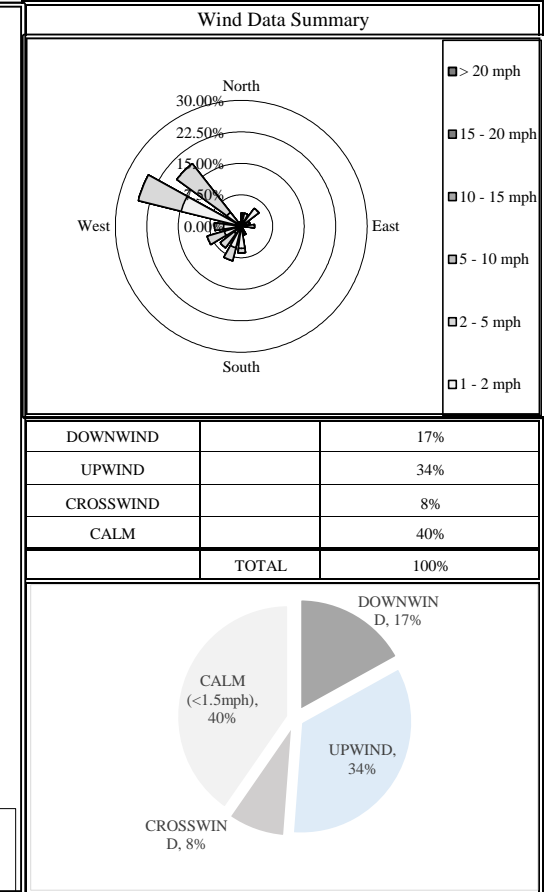 Wind Data Summary
North
30.00%
22.50%
15.00%
7.50%
0.00%
West
East
South
> 20 mph
15 - 20 mph
10 - 15 mph
5 - 10 mph
2 - 5 mph
1 - 2 mph
DOWNWIND 17%
UPWIND 34%
CROSSWIND 8%
CALM 40%
TOTAL 100%
DOWNWIN
D, 17%
CALM
(<1.5mph),
40%
UPWIND,
34%
CROSSWIN
D, 8%